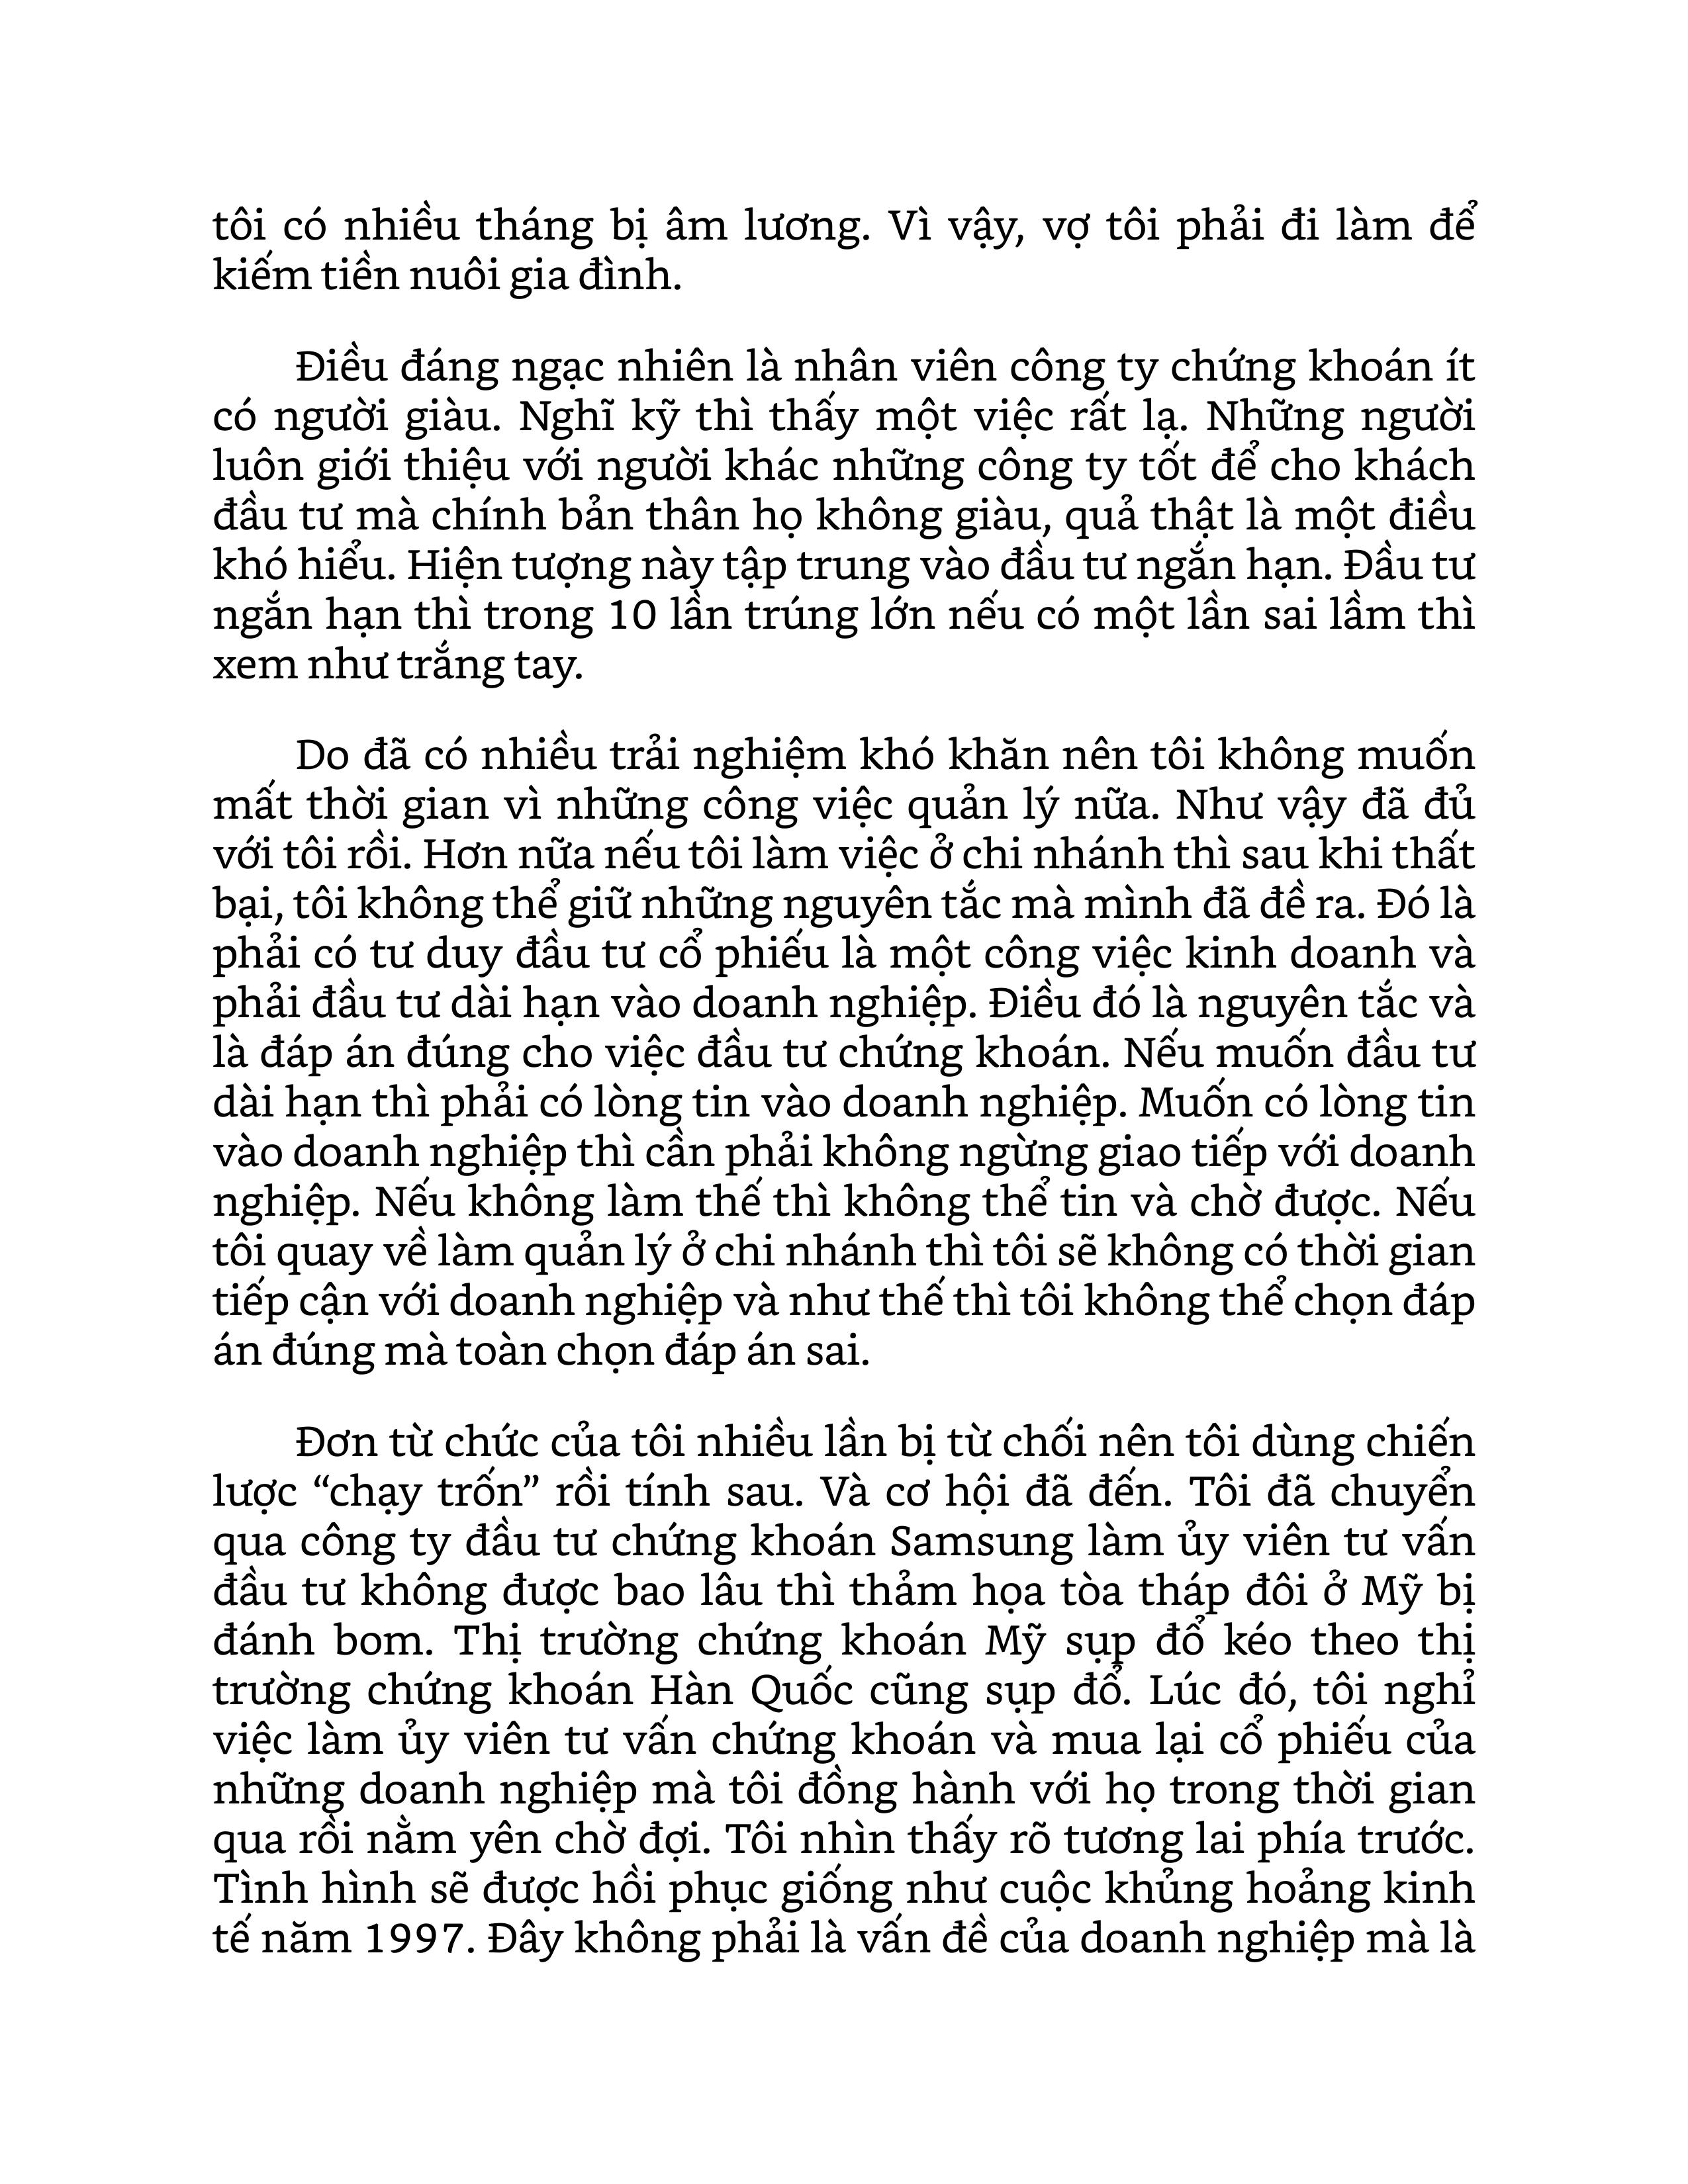 tôi có nhiều tháng bị âm lương. Vì vậy, vợ tôi phải đi làm để
kiếm tiền nuôi gia đình.
Điều đáng ngạc nhiên là nhân viên công ty chứng khoán ít
có người giàu. Nghĩ kỹ thì thấy một việc rất lạ. Những người
luôn giới thiệu với người khác những công ty tốt để cho khách
đầu tư mà chính bản thân họ không giàu, quả thật là một điều
khó hiểu. Hiện tượng này tập trung vào đầu tư ngắn hạn. Đầu tư
ngắn hạn thì trong 10 lần trúng lớn nếu có một lần sai lầm thì
xem như trắng tay.
Do đã có nhiều trải nghiệm khó khăn nên tôi không muốn
mất thời gian vì những công việc quản lý nữa. Như vậy đã đủ
với tôi rồi. Hơn nữa nếu tôi làm việc ở chi nhánh thì sau khi thất
bại, tôi không thể giữ những nguyên tắc mà mình đã đề ra. Đó là
phải có tư duy đầu tư cổ phiếu là một công việc kinh doanh và
phải đầu tư dài hạn vào doanh nghiệp. Điều đó là nguyên tắc và
là đáp án đúng cho việc đầu tư chứng khoán. Nếu muốn đầu tư
dài hạn thì phải có lòng tin vào doanh nghiệp. Muốn có lòng tin
vào doanh nghiệp thì cần phải không ngừng giao tiếp với doanh
nghiệp. Nếu không làm thế thì không thể tin và chờ được. Nếu
tôi quay về làm quản lý ở chi nhánh thì tôi sẽ không có thời gian
tiếp cận với doanh nghiệp và như thế thì tôi không thể chọn đáp
án đúng mà toàn chọn đáp án sai.
Đơn từ chức của tôi nhiều lần bị từ chối nên tôi dùng chiến
lược “chạy trốn” rồi tính sau. Và cơ hội đã đến. Tôi đã chuyển
qua công ty đầu tư chứng khoán Samsung làm ủy viên tư vấn
đầu tư không được bao lâu thì thảm họa tòa tháp đôi ở Mỹ bị
đánh bom. Thị trường chứng khoán Mỹ sụp đổ kéo theo thị
trường chứng khoán Hàn Quốc cũng sụp đổ. Lúc đó, tôi nghỉ
việc làm ủy viên tư vấn chứng khoán và mua lại cổ phiếu của
những doanh nghiệp mà tôi đồng hành với họ trong thời gian
qua rồi nằm yên chờ đợi. Tôi nhìn thấy rõ tương lai phía trước.
Tình hình sẽ được hồi phục giống như cuộc khủng hoảng kinh
tế năm 1997. Đây không phải là vấn đề của doanh nghiệp mà là